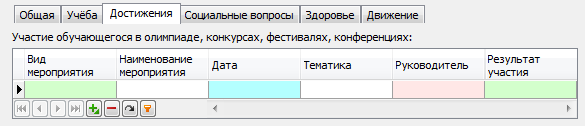 Общая Учёба Достижения Социальные вопросы Здоровье Движение
Участие обучающегося в олимпиаде, конкурсах, фестивалях, конференциях:
Вид мероприятия Наименование мероприятия Дата Тематика Руководитель Результат участия